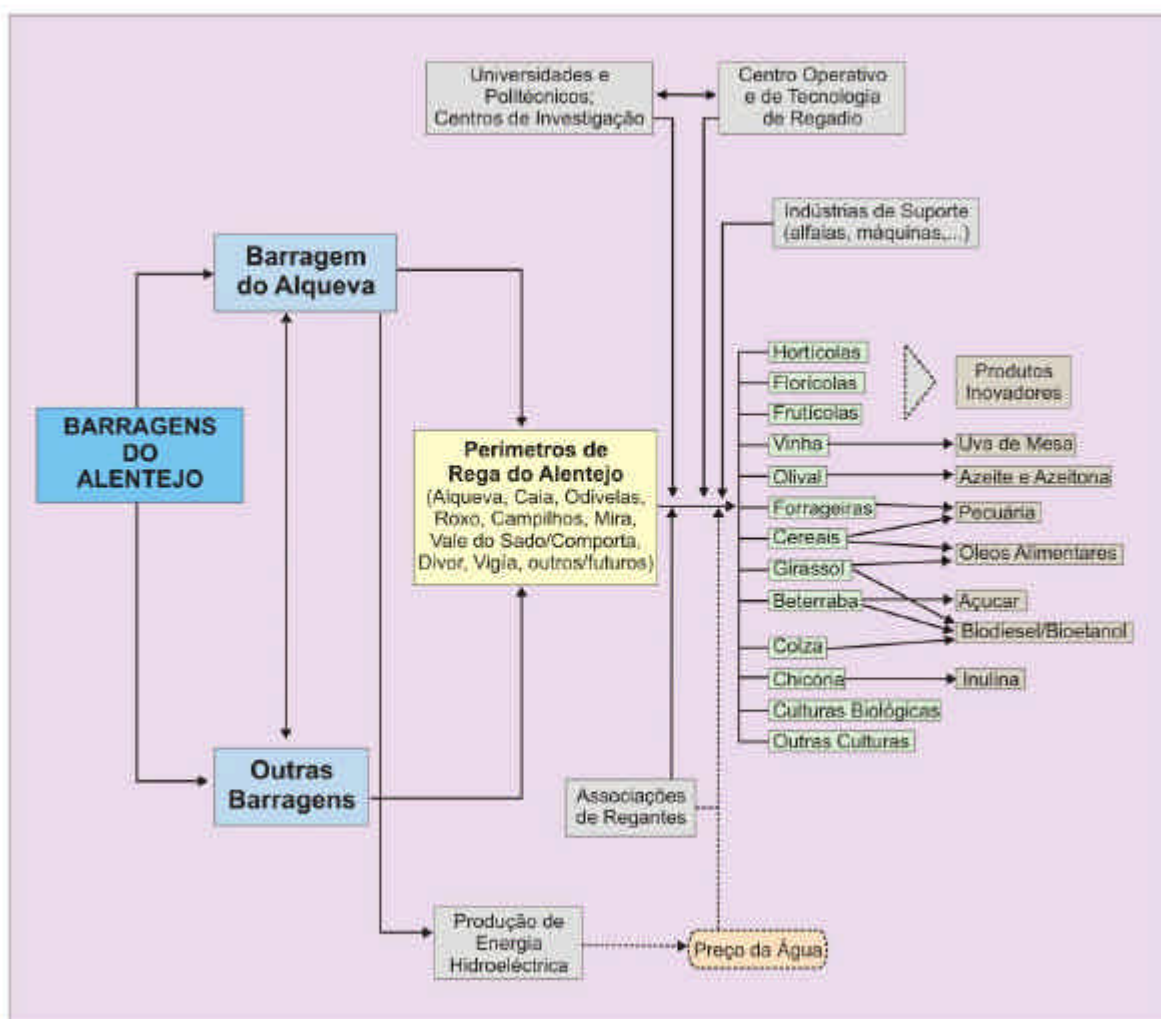 Universidades e
Politécnicos;
Centros de Investigação
Centro Operativo
e de Tecnologia
de Regadio
Indústrias de Suporte
(alfaias, máquinas,...)
Barragem
do Alqueva
BARRAGENS
DO
ALENTEJO
Perímetros de
Rega do Alentejo
(Alqueva, Caia, Odivelas,
Roxo, Campilhos, Mira,
Vale do Sado/Comporta,
Divor, Vigia, outros/futuros)
Hortícolas
Florícolas
Frutícolas
Vinha
Olival
Forrageiras
Cereais
Girassol
Beterraba
Colza
Chicória
Culturas Biológicas
Outras Culturas
Produtos
Inovadores
Uva de Mesa
Azeite e Azeitona
Pecuária
Óleos Alimentares
Açucar
Biodiesel/Bioetanol
Inulina
Outras
Barragens
Associações
de Regantes
Produção de
Energia
Hidroeléctrica
Preço da Água